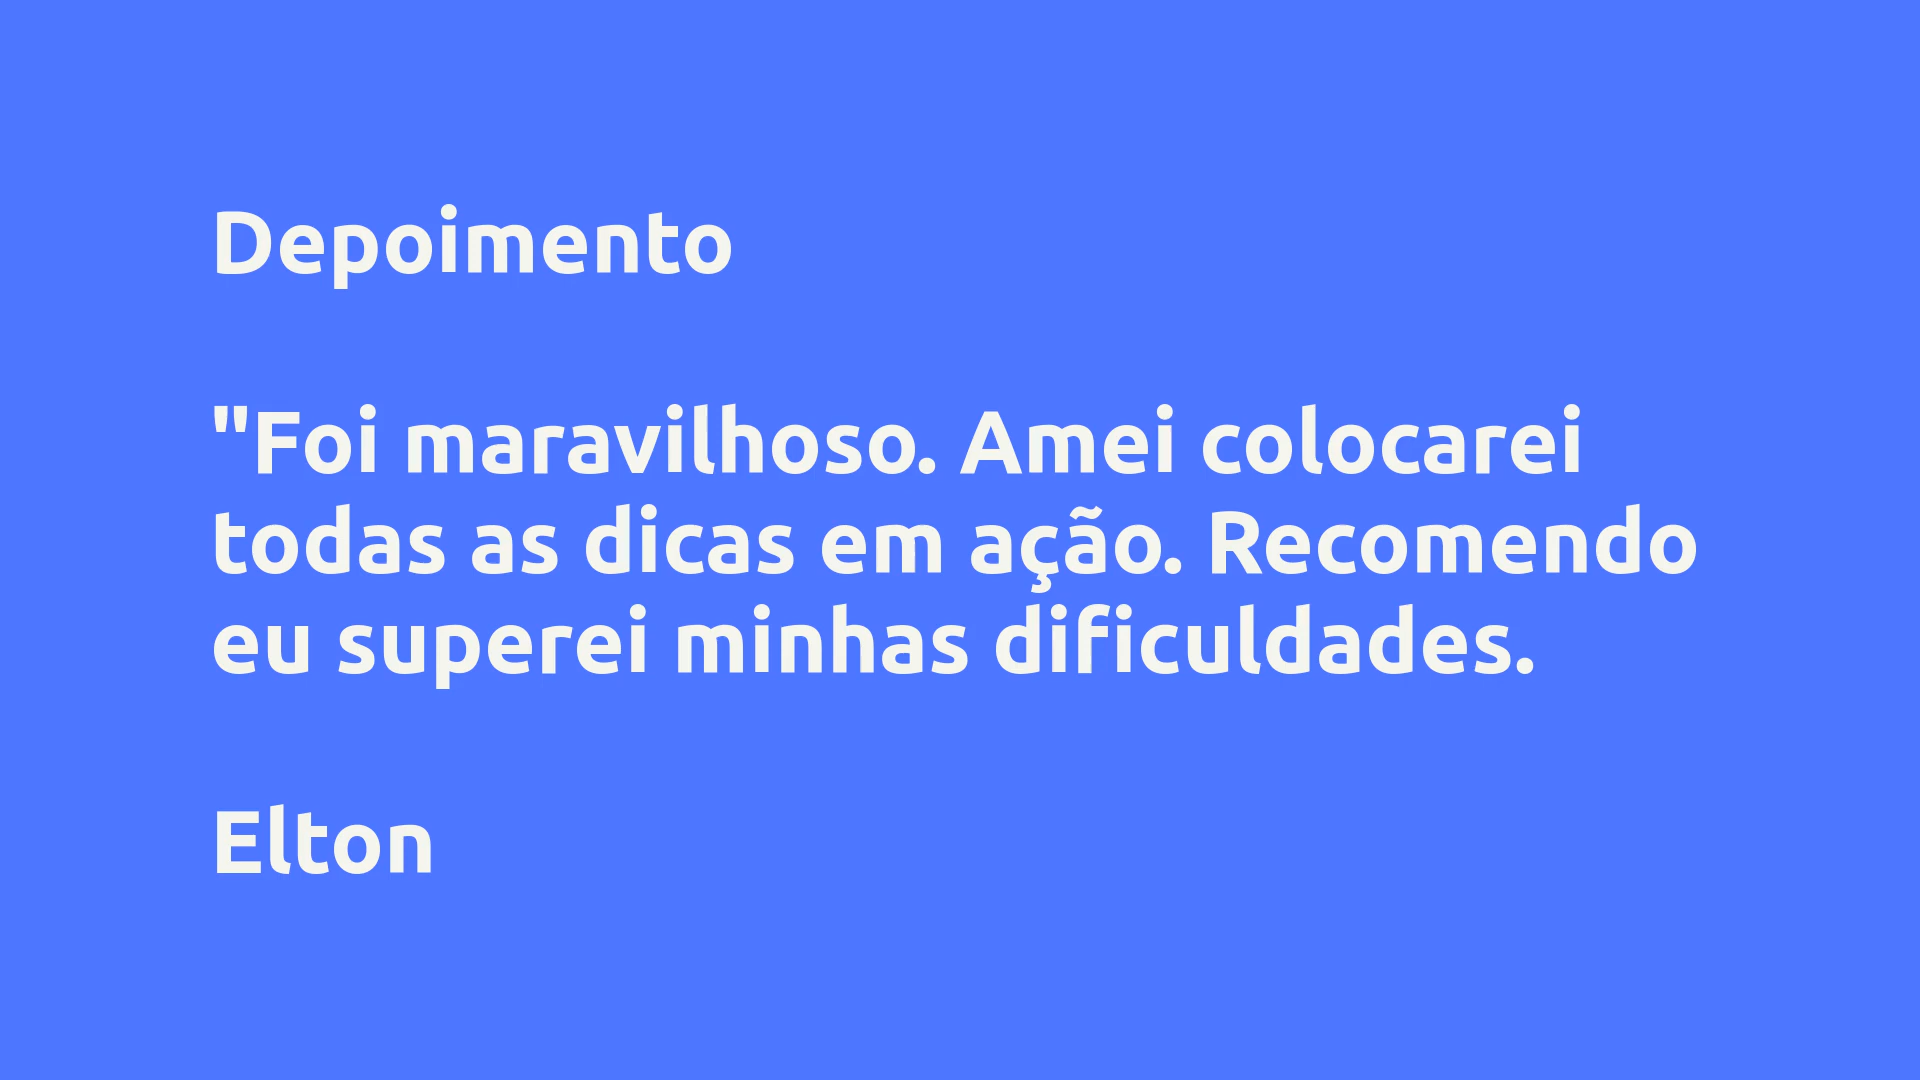 Depoimento
"Foi maravilhoso. Amei colocarei
todas as dicas em ação. Recomendo
eu superei minhas dificuldades.
Elton